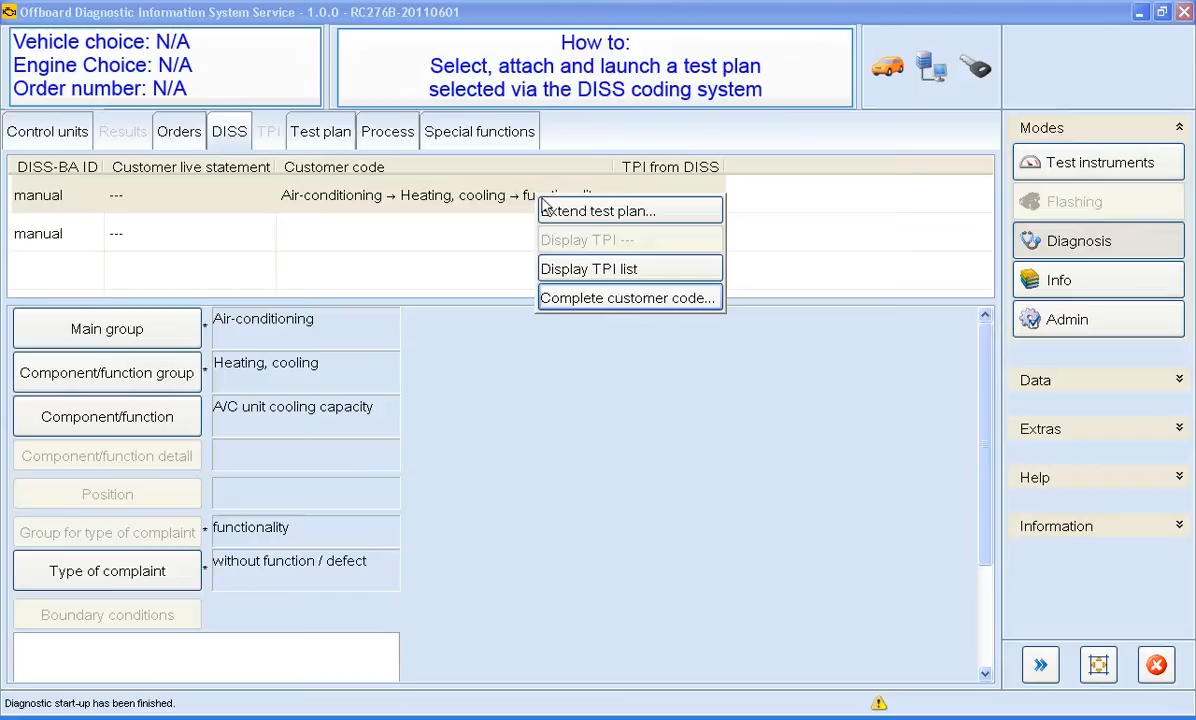 Offboard Diagnostic Information System Service - 1.0.0 - RC276B-20110601
Vehicle choice: N/A
Engine Choice: N/A
Order number: N/A
How to:
Select, attach and launch a test plan
selected via the DISS coding system
Control units Results Orders DISS TPI Test plan Process Special functions
DISS-BA ID Customer live statement Customer code TPI from DISS
manual --- Air-conditioning → Heating, cooling →
manual ---
Extend test plan...
Display TPI ---
Display TPI list
Complete customer code...
Main group * Air-conditioning
Component/function group * Heating, cooling
Component/function A/C unit cooling capacity
Component/function detail
Position
Group for type of complaint * functionality
Type of complaint * without function / defect
Boundary conditions
Modes
Test instruments
Flashing
Diagnosis
Info
Admin
Data
Extras
Help
Information
Diagnostic start-up has been finished.